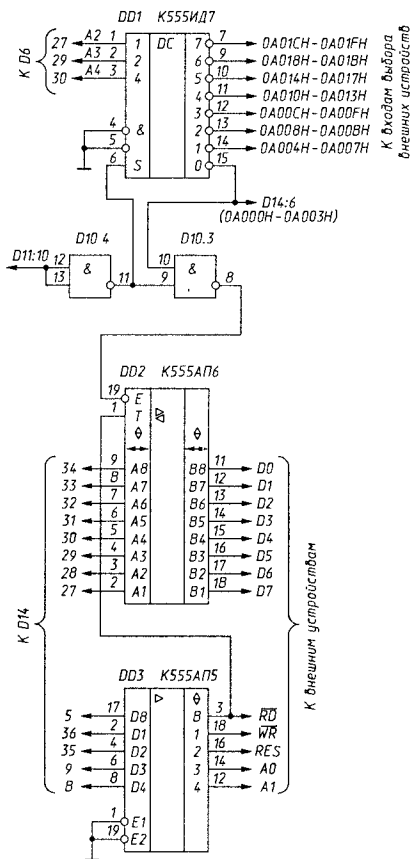 DD1 K555ИД7
К D6
27 A2 1 1 DC 7 7 0A01CH-0A01FH
29 A3 2 2 6 9 0A018H-0A01BH
30 A4 3 4 5 10 0A014H-0A017H
4 11 0A010H-0A013H
4 & 3 12 0A00CH-0A00FH
5 2 13 0A008H-0A00BH
6 S 1 14 0A004H-0A007H
0 15
К входам выбора
внешних истройств
D14:6
(0A000H-0A003H)
D10.4 D10.3
D11:10 12 & 10 &
13 11 9 8
DD2 К555АП6
19 E
1 T
К D14
34 9 A8 B8 11 D0
33 8 A7 B7 12 D1
32 7 A6 B6 13 D2
31 6 A5 B5 14 D3
30 5 A4 B4 15 D4
29 4 A3 B3 16 D5
28 3 A2 B2 17 D6
27 2 A1 B1 18 D7
К внешним устройствам
DD3 К555АП5
5 17 D8 B 3 RD
36 2 D1 1 18 WR
35 4 D2 2 16 RES
9 6 D3 3 14 A0
8 8 D4 4 12 A1
1 E1
19 E2